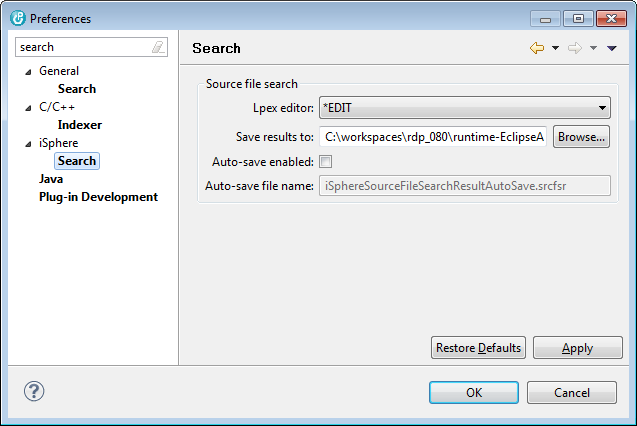 Preferences
search
General
Search
C/C++
Indexer
iSphere
Search
Java
Plug-in Development
Search
Source file search
Lpex editor: *EDIT
Save results to: C:\workspaces\rdp_080\runtime-EclipseA Browse...
Auto-save enabled:
Auto-save file name: iSphereSourceFileSearchResultAutoSave.srcfsr
Restore Defaults Apply
? OK Cancel